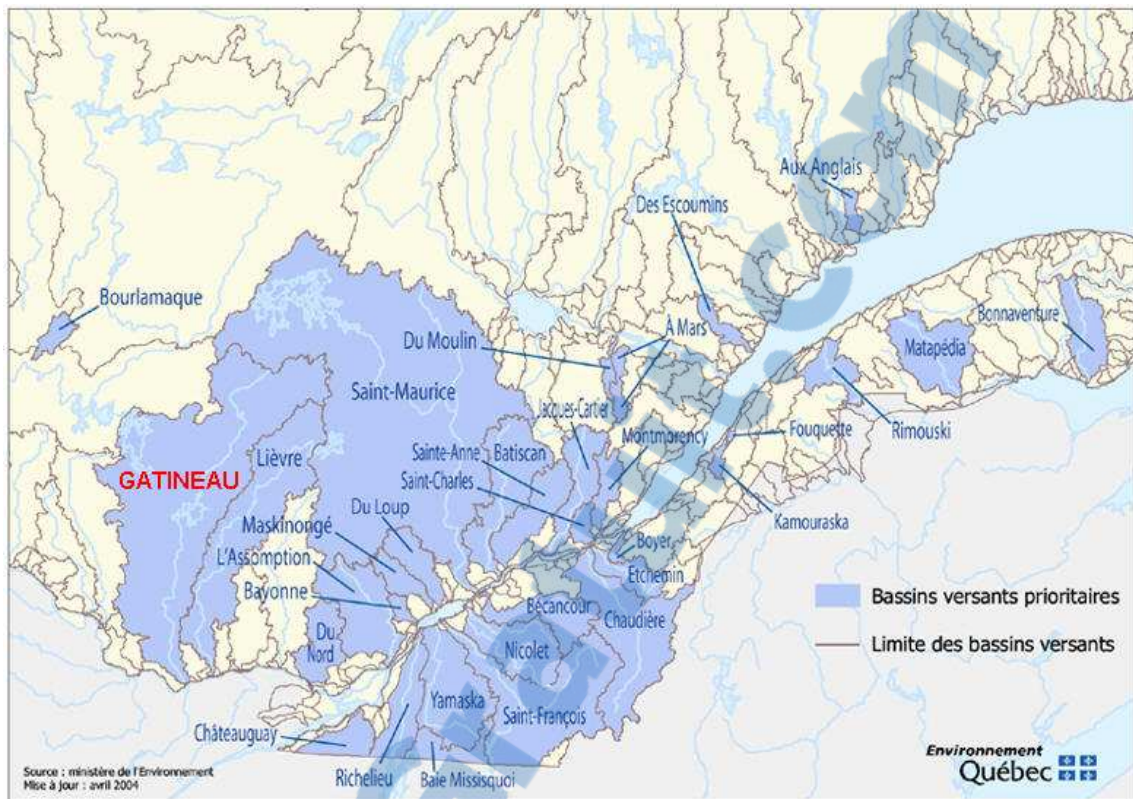 Aux Anglais
Des Escoumins
Bourlamaque
À Mars
Bonnaventure
Du Moulin
Matapédia
Saint-Maurice
Jacques-Cartier
Montmorency
Fouquette
Rimouski
Sainte-Anne
Batiscan
Lièvre
GATINEAU
Saint-Charles
Du Loup
Kamouraska
Maskinongé
Boyer
L'Assomption
Etchemin
Bayonne
Bécancour
Chaudière
Bassins versants prioritaires
Du
Nord
Nicolet
Limite des bassins versants
Yamaska
Saint-François
Châteauguay
Richelieu
Baie Missisquoi
Environnement
Québec
Source : ministère de l'Environnement
Mise à jour : avril 2004